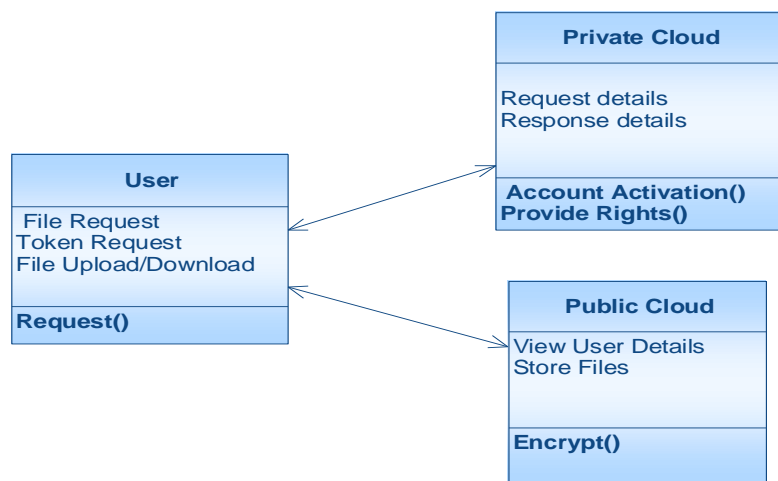 Private Cloud
Request details
Response details
Account Activation()
Provide Rights()
User
File Request
Token Request
File Upload/Download
Request()
Public Cloud
View User Details
Store Files
Encrypt()